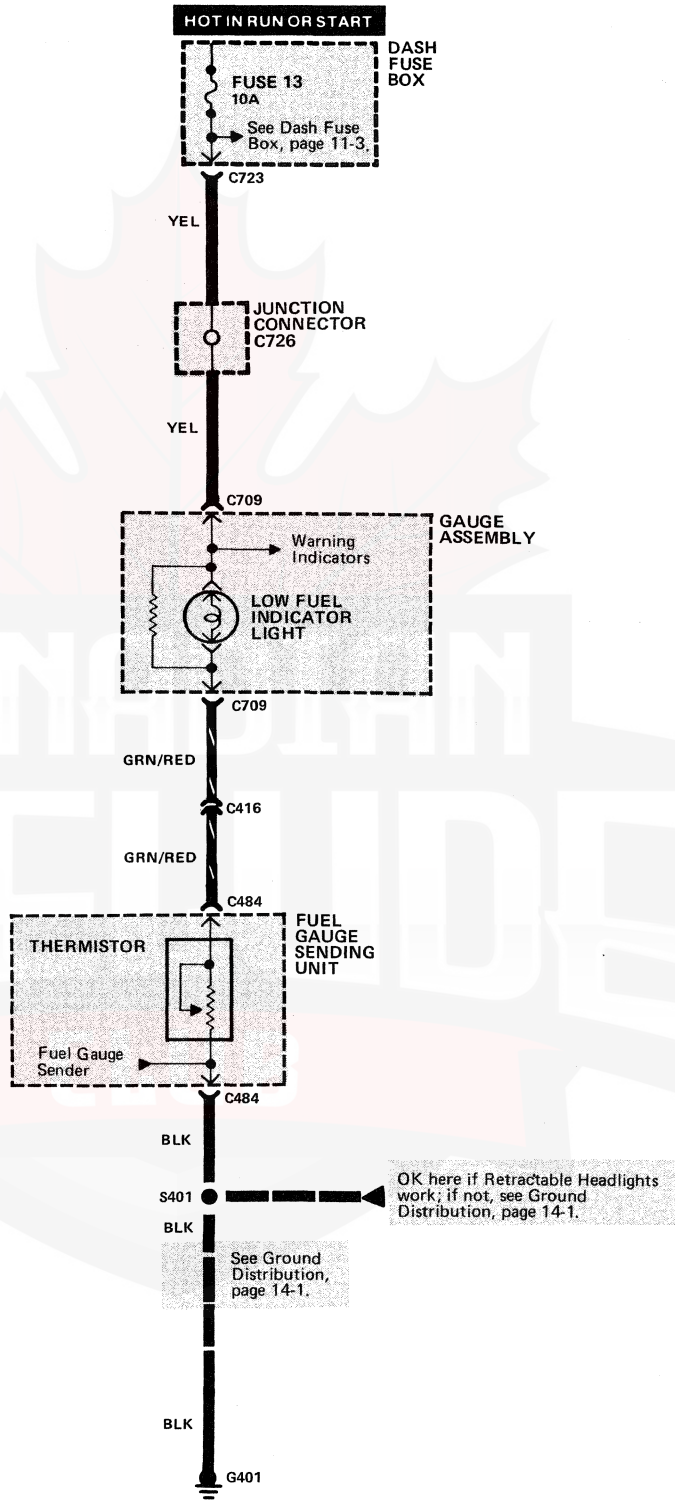 HOT IN RUN OR START
DASH
FUSE
BOX
FUSE 13
10A
See Dash Fuse
Box, page 11-3.
C723
YEL
JUNCTION
CONNECTOR
C726
YEL
C709
GAUGE
ASSEMBLY
Warning
Indicators
LOW FUEL
INDICATOR
LIGHT
C709
GRN/RED
C416
GRN/RED
C484
FUEL
GAUGE
SENDING
UNIT
THERMISTOR
Fuel Gauge
Sender
C484
BLK
S401
OK here if Retractable Headlights
work; if not, see Ground
Distribution, page 14-1.
BLK
See Ground
Distribution,
page 14-1.
BLK
G401